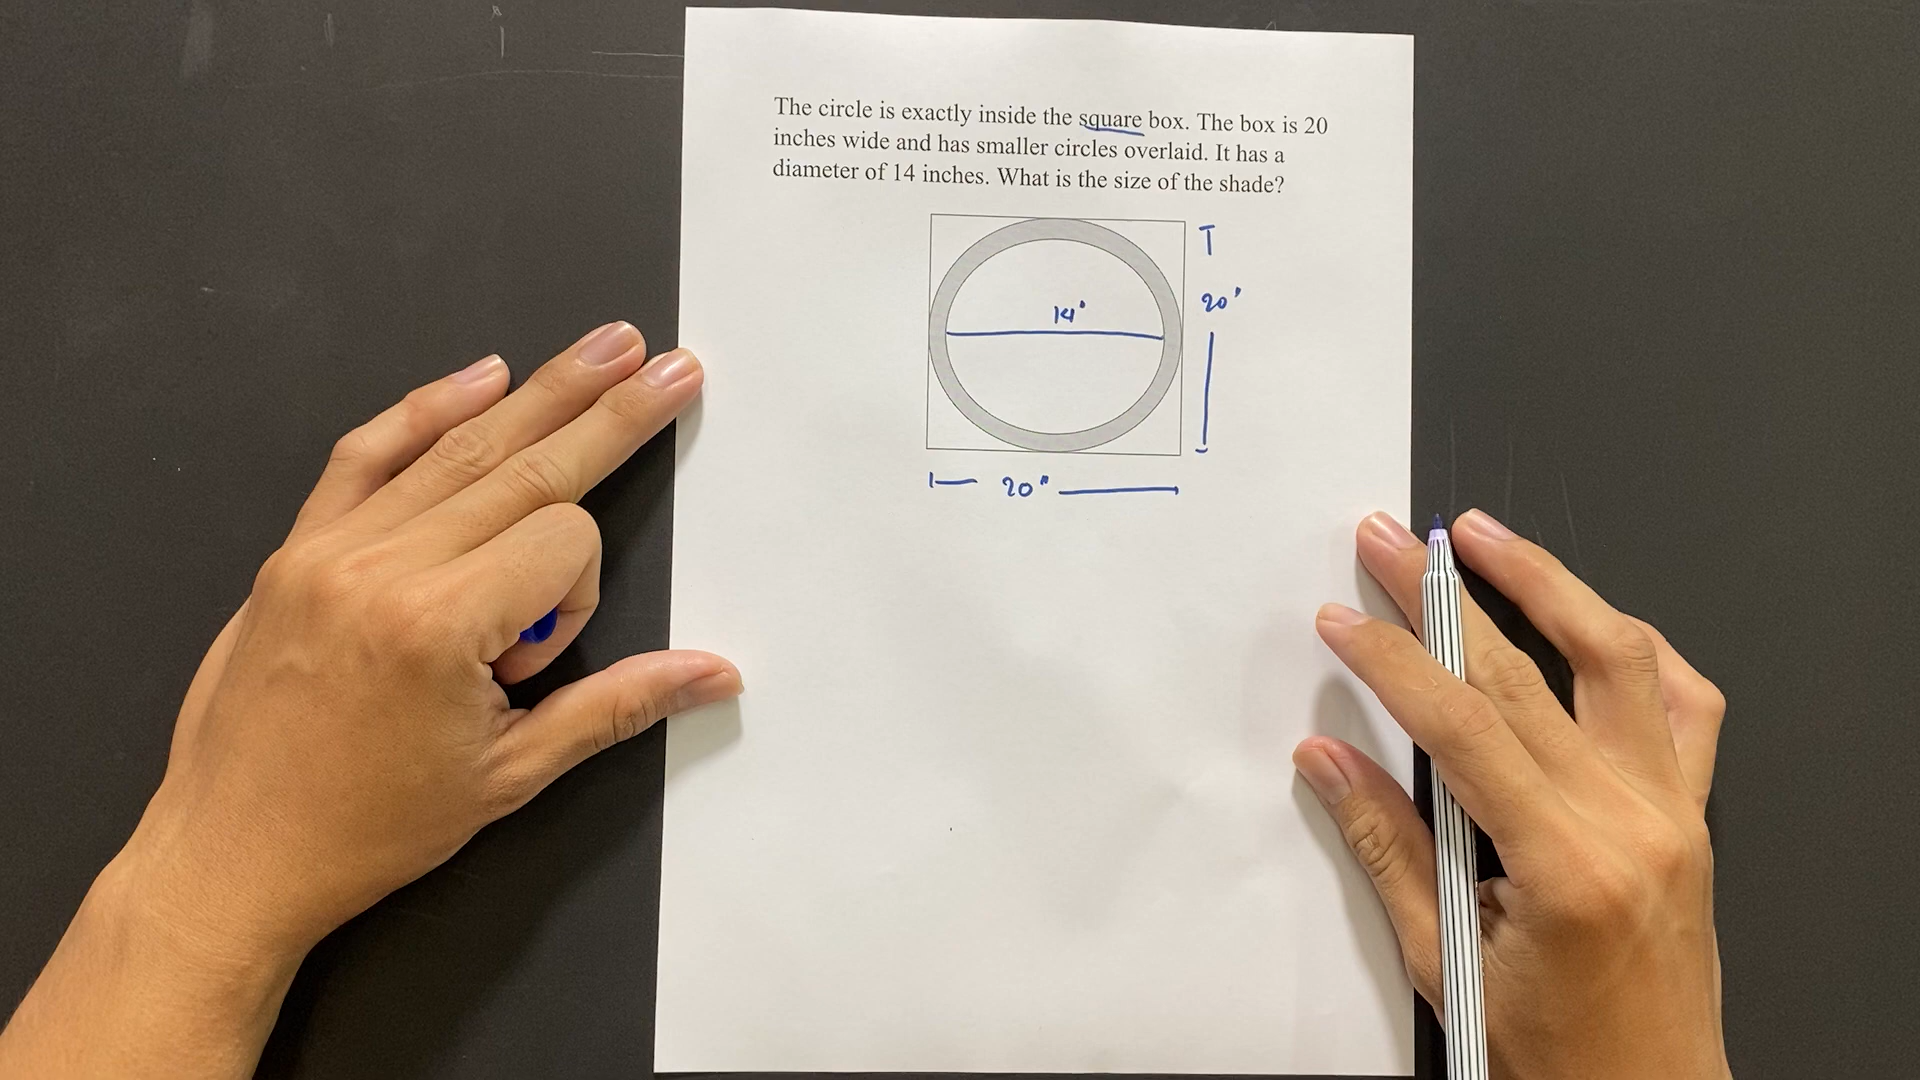 The circle is exactly inside the square box. The box is 20
inches wide and has smaller circles overlaid. It has a
diameter of 14 inches. What is the size of the shade?
14"
20"
20"